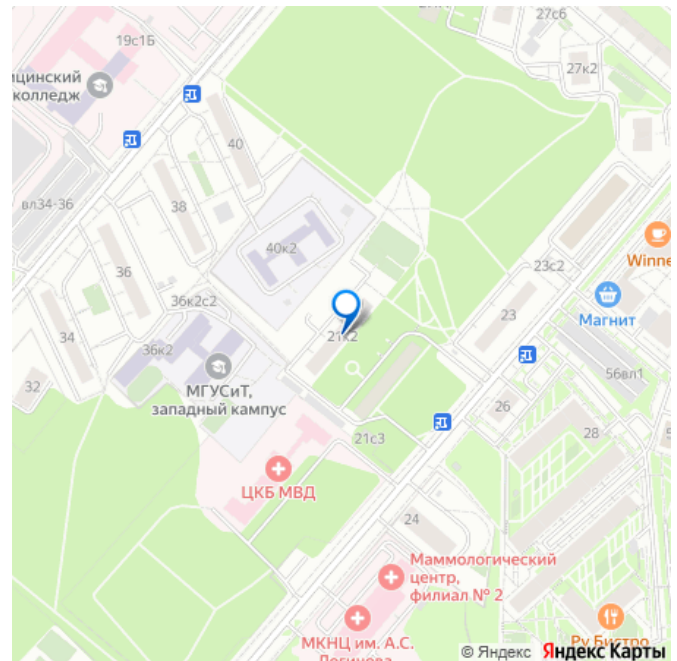 27с6
19с1Б
27к2
ицинский
колледж
40
вл34-36
38
40к2
Winne
23с2
36
36к2с2
Магнит
23
21к2
34
36к2
32
МГУСиТ,
западный кампус
56вл1
26
28
21с3
ЦКБ МВД
24
Маммологический
центр,
филиал № 2
МКНЦ им. А.С.
Логинова
Ру Бистро
© Яндекс Яндекс Карты